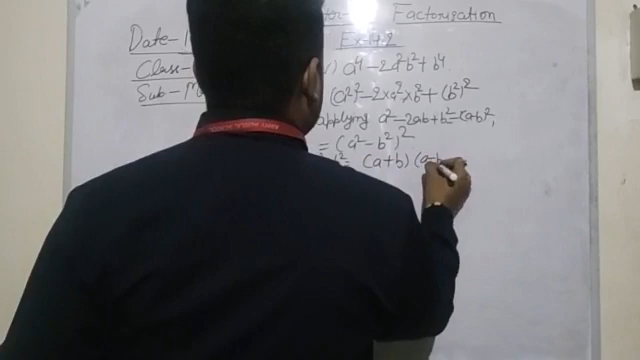 Factorization
Date-1
Ex-14.2
Class-
) a⁴-2a²b²+b⁴.
Sub-M
(a²)²-2×a²×b²+(b²)²
applying a²-2ab+b²=(a-b)²,
=(a²-b²)²
(a+b)(a-b